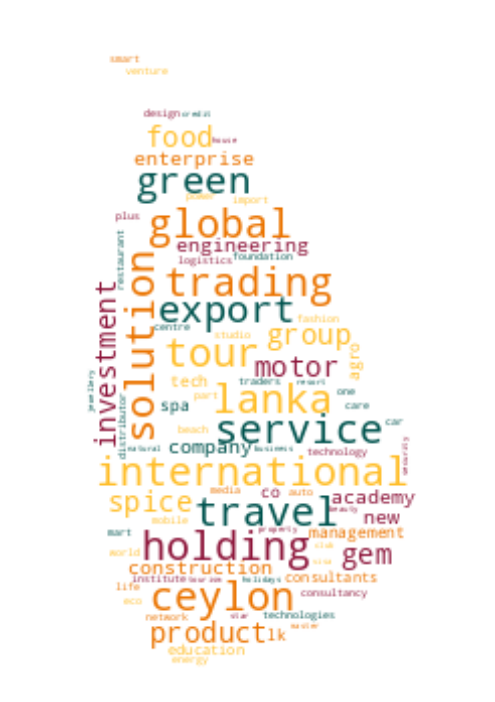 smart
venture
design credit
food house
enterprise
green
power import
plus
global
restaurant
engineering
logistics foundation
solution
trading
investment
export
centre fashion
studio
group
tour
agro
motor
tech traders resort
jewellery
distributor
part
lanka
one
spa
care
beach
service
car
natural
company business
technology
security
international
media co auto
academy
spice
travel
beauty
new
mobile
mart
property
management
holding
world
club
gem
construction
institute tourism holidays consultants
life
ceylon
consultancy
eco
network star technologies
product lk
master
education
energy